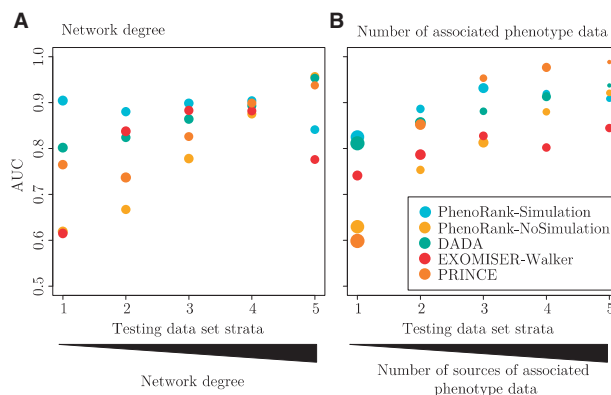 A
Network degree
B
Number of associated phenotype data
AUC
1.0
0.9
0.8
0.7
0.6
0.5
1 2 3 4 5
Testing data set strata
Network degree
PhenoRank-Simulation
PhenoRank-NoSimulation
DADA
EXOMISER-Walker
PRINCE
1 2 3 4 5
Testing data set strata
Number of sources of associated
phenotype data